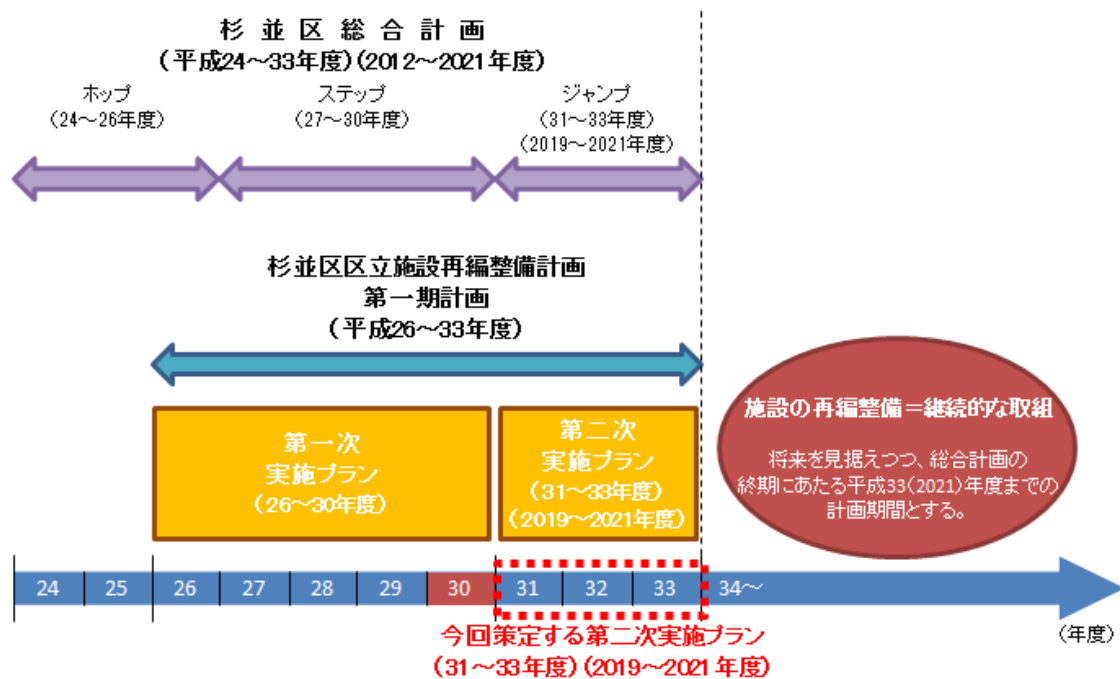 杉並区総合計画
(平成24～33年度)(2012～2021年度)
ホップ
(24～26年度)
ステップ
(27～30年度)
ジャンプ
(31～33年度)
(2019～2021年度)
杉並区区立施設再編整備計画
第一期計画
(平成26～33年度)
第一次
実施プラン
(26～30年度)
第二次
実施プラン
(31～33年度)
(2019～2021年度)
施設の再編整備＝継続的な取組
将来を見据えつつ、総合計画の
終期にあたる平成33(2021)年度までの
計画期間とする。
24 25 26 27 28 29 30 31 32 33 34～
(年度)
今回策定する第二次実施プラン
(31～33年度)(2019～2021年度)